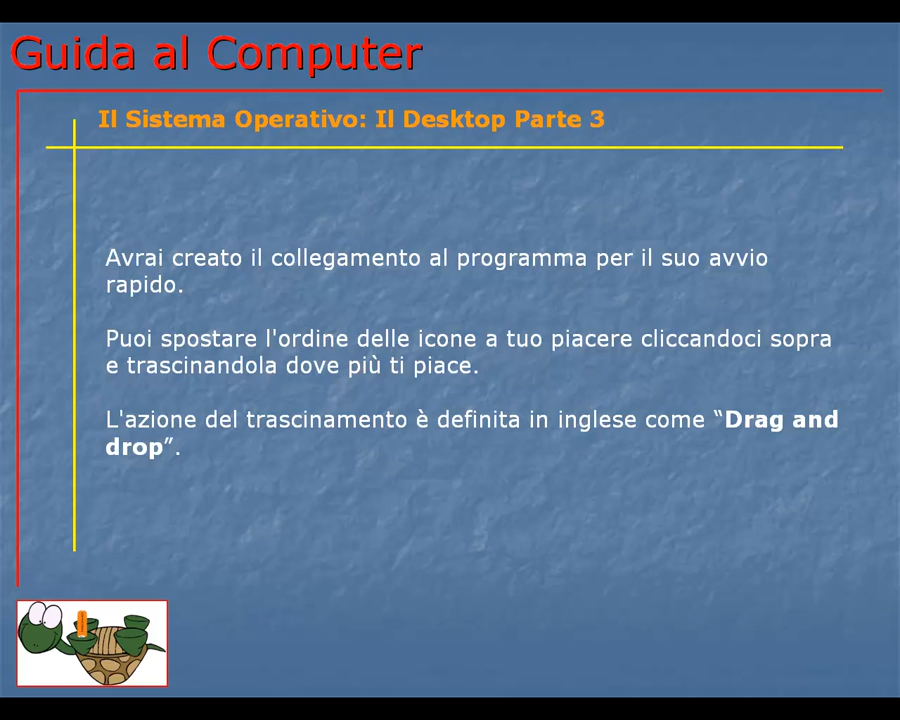 Guida al Computer
Il Sistema Operativo: Il Desktop Parte 3
Avrai creato il collegamento al programma per il suo avvio
rapido.
Puoi spostare l'ordine delle icone a tuo piacere cliccandoci sopra
e trascinandola dove più ti piace.
L'azione del trascinamento è definita in inglese come “Drag and
drop”.